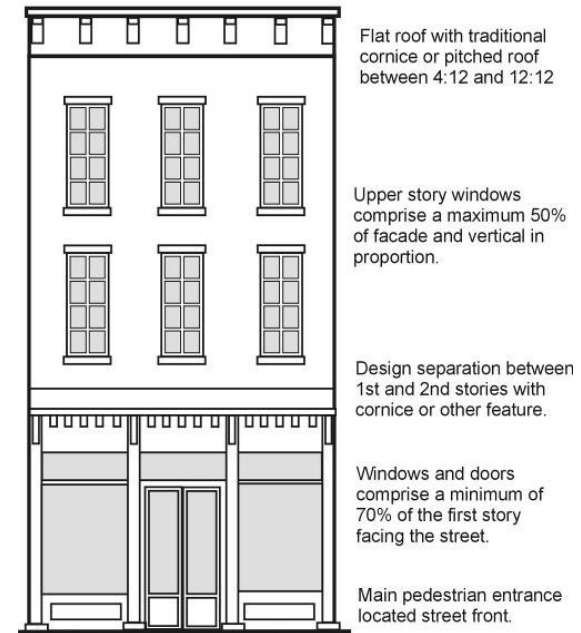 Flat roof with traditional
cornice or pitched roof
between 4:12 and 12:12
Upper story windows
comprise a maximum 50%
of facade and vertical in
proportion.
Design separation between
1st and 2nd stories with
cornice or other feature.
Windows and doors
comprise a minimum of
70% of the first story
facing the street.
Main pedestrian entrance
located street front.